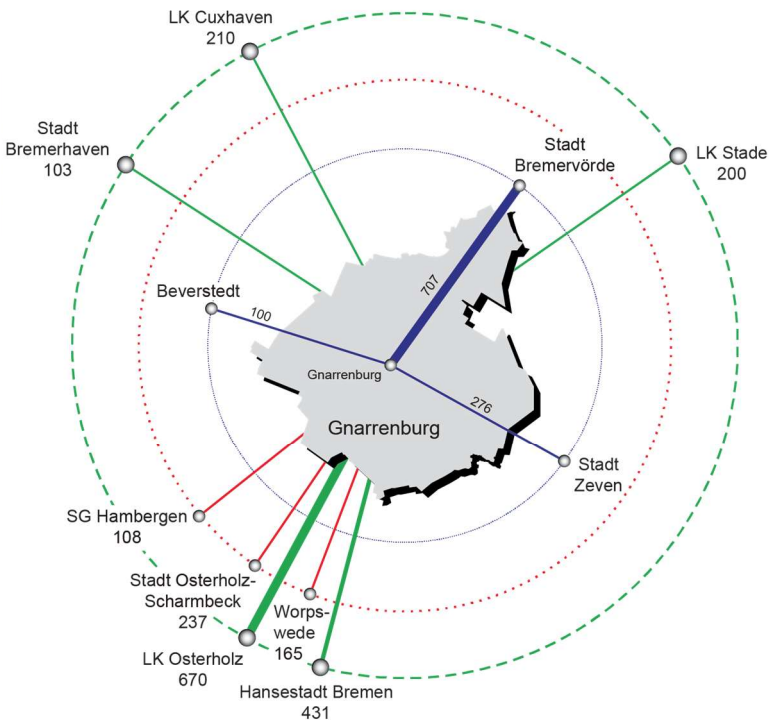 LK Cuxhaven
210
Stadt
Bremerhaven
103
Stadt
Bremervörde
LK Stade
200
707
Beverstedt
100
Gnarrenburg
276
Gnarrenburg
Stadt
Zeven
SG Hambergen
108
Stadt Osterholz-
Scharmbeck
237
Worps-
wede
165
LK Osterholz
670
Hansestadt Bremen
431